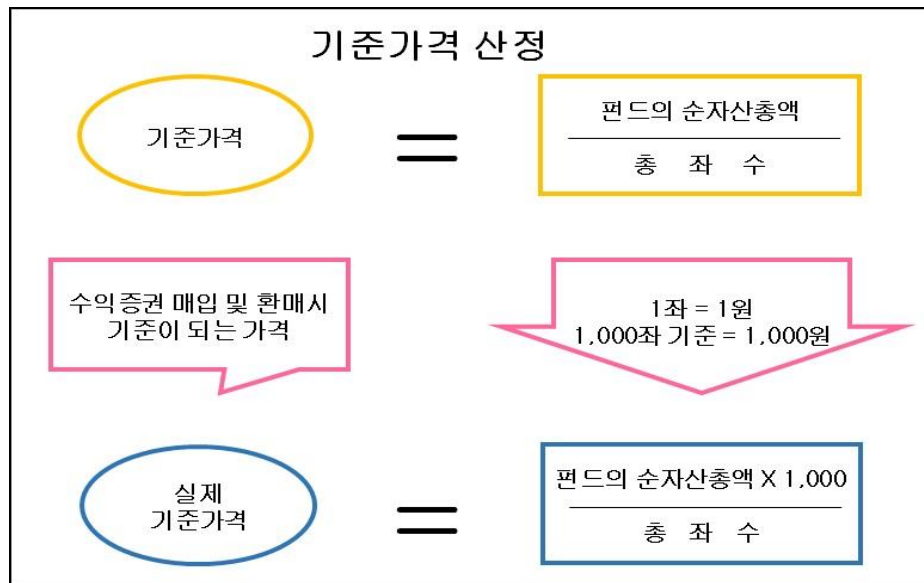 기준가격 산정
기준가격
=
펀드의 순자산총액
총 좌 수
수익증권 매입 및 환매시
기준이 되는 가격
1좌 = 1원
1,000좌 기준 = 1,000원
실제
기준가격
=
펀드의 순자산총액 X 1,000
총 좌 수